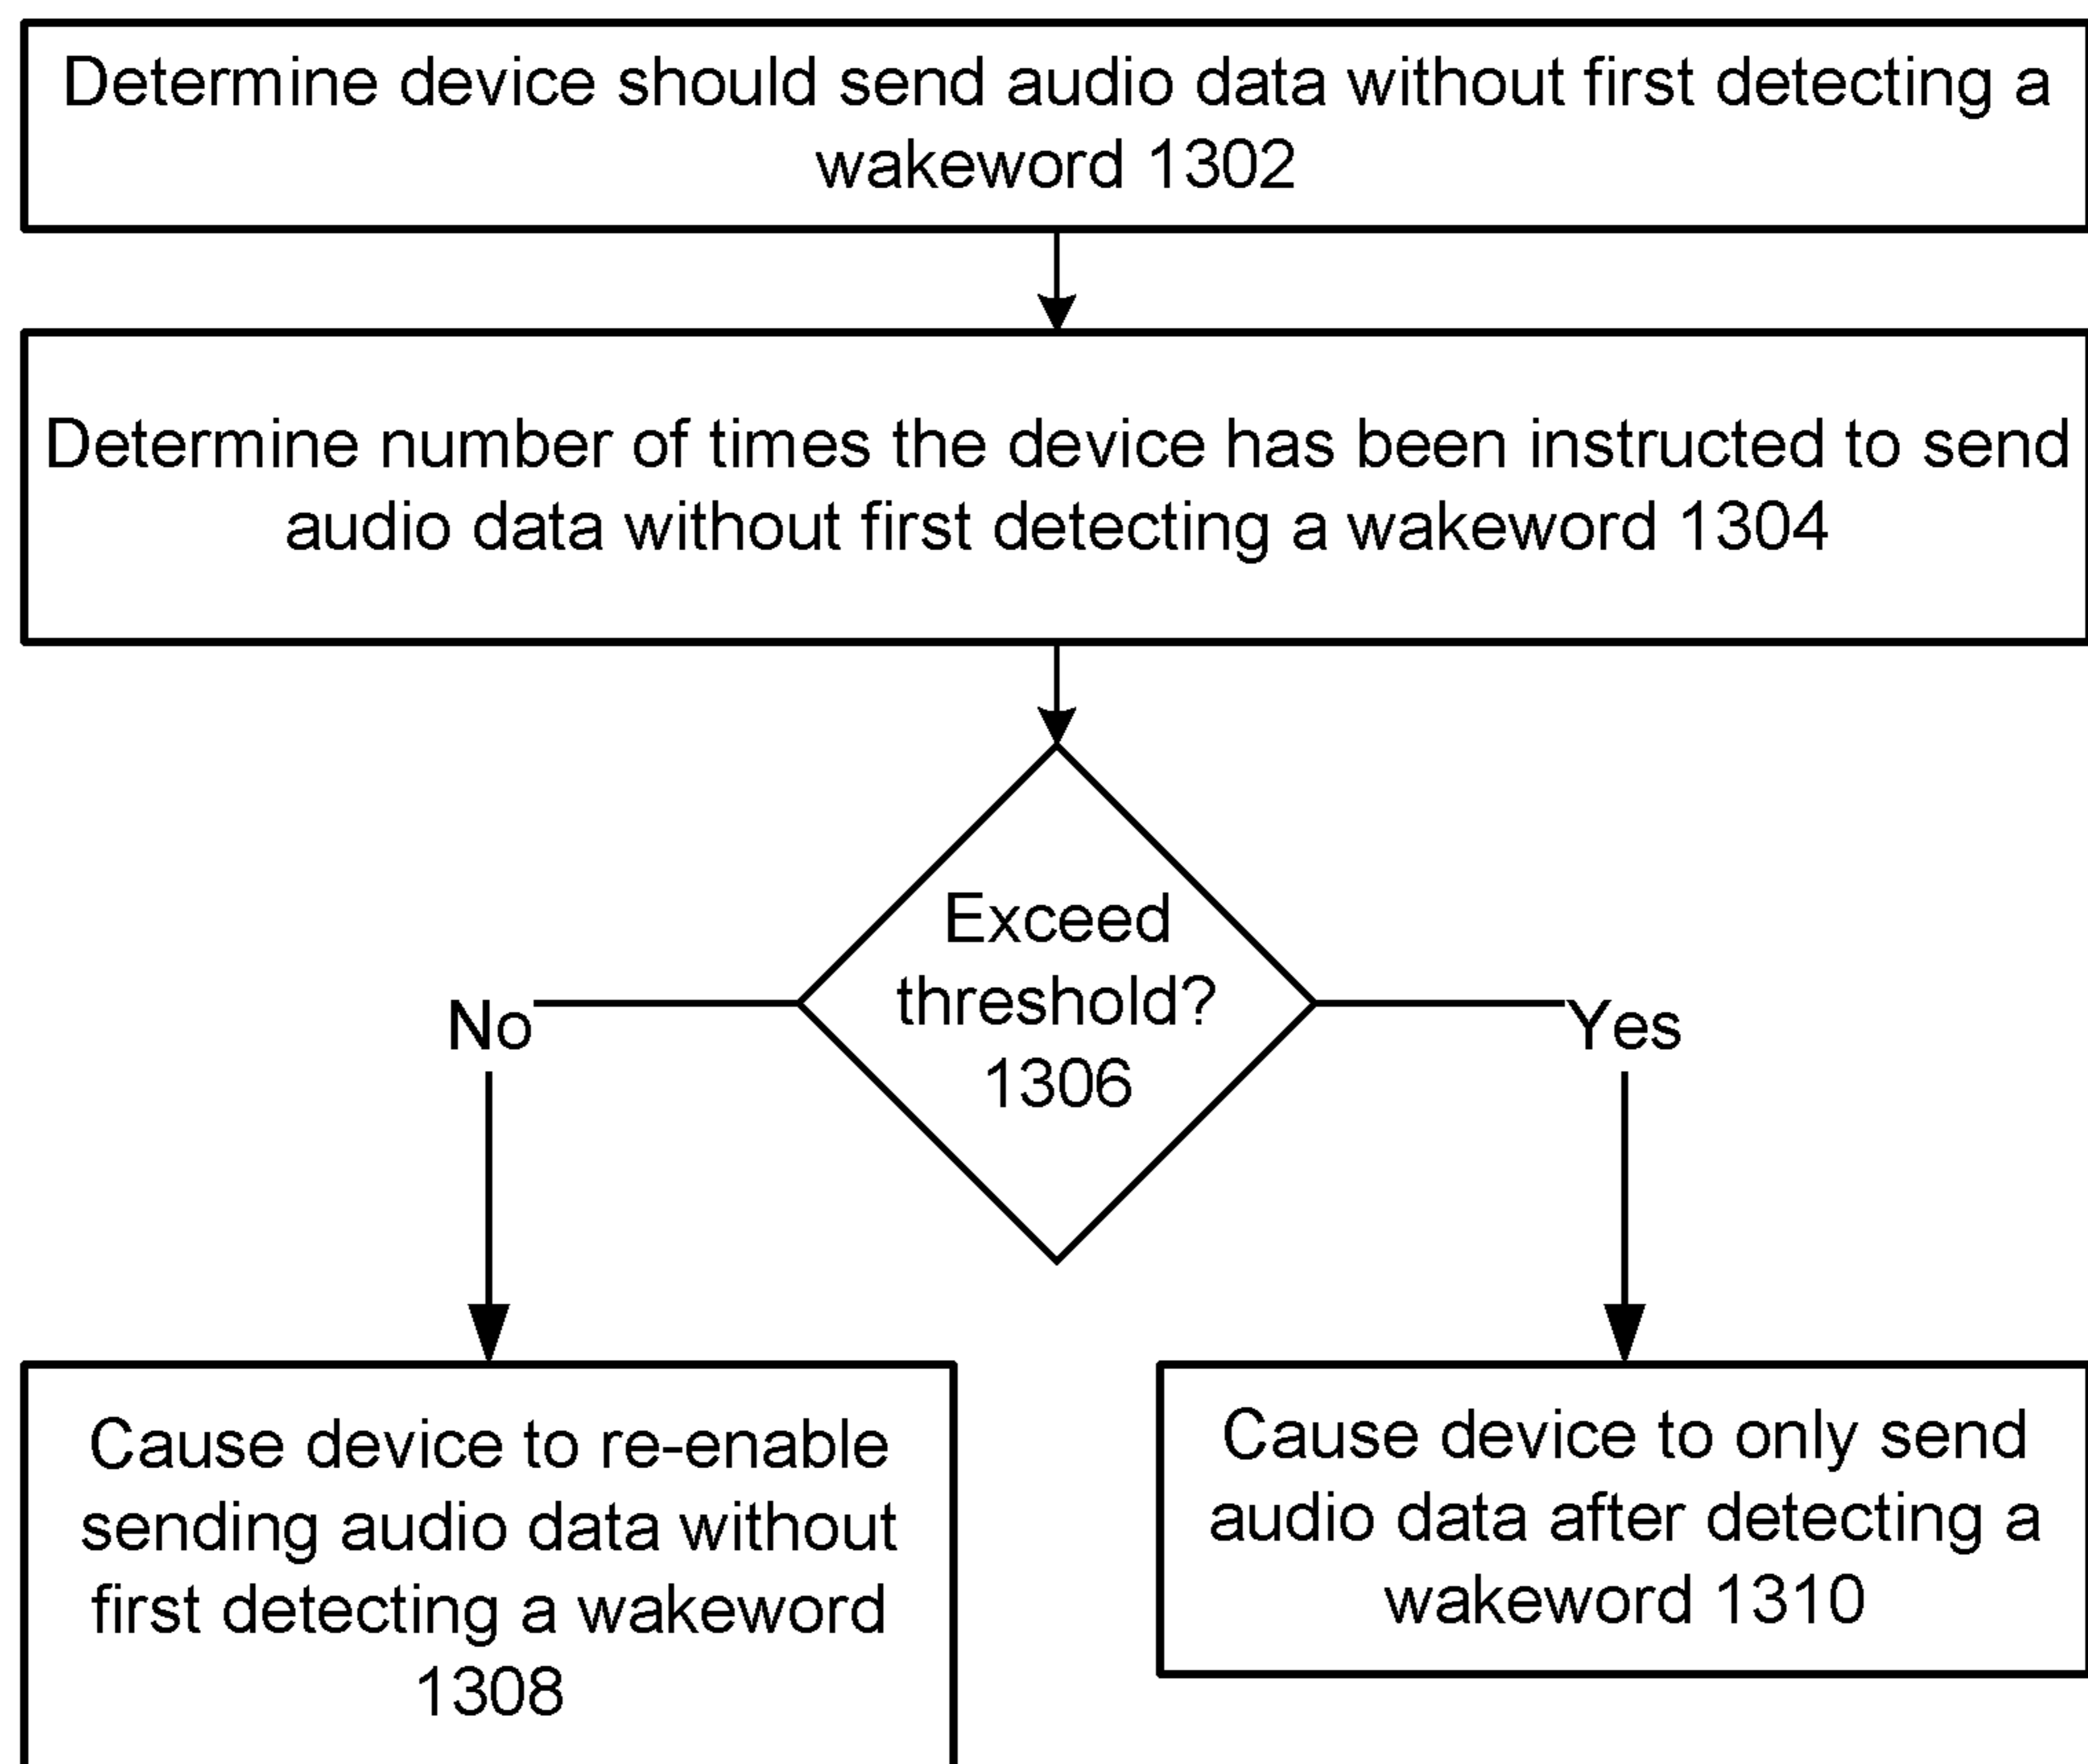 Determine device should send audio data without first detecting a
wakeword 1302
Determine number of times the device has been instructed to send
audio data without first detecting a wakeword 1304
Exceed
threshold?
1306
No
Yes
Cause device to re-enable
sending audio data without
first detecting a wakeword
1308
Cause device to only send
audio data after detecting a
wakeword 1310